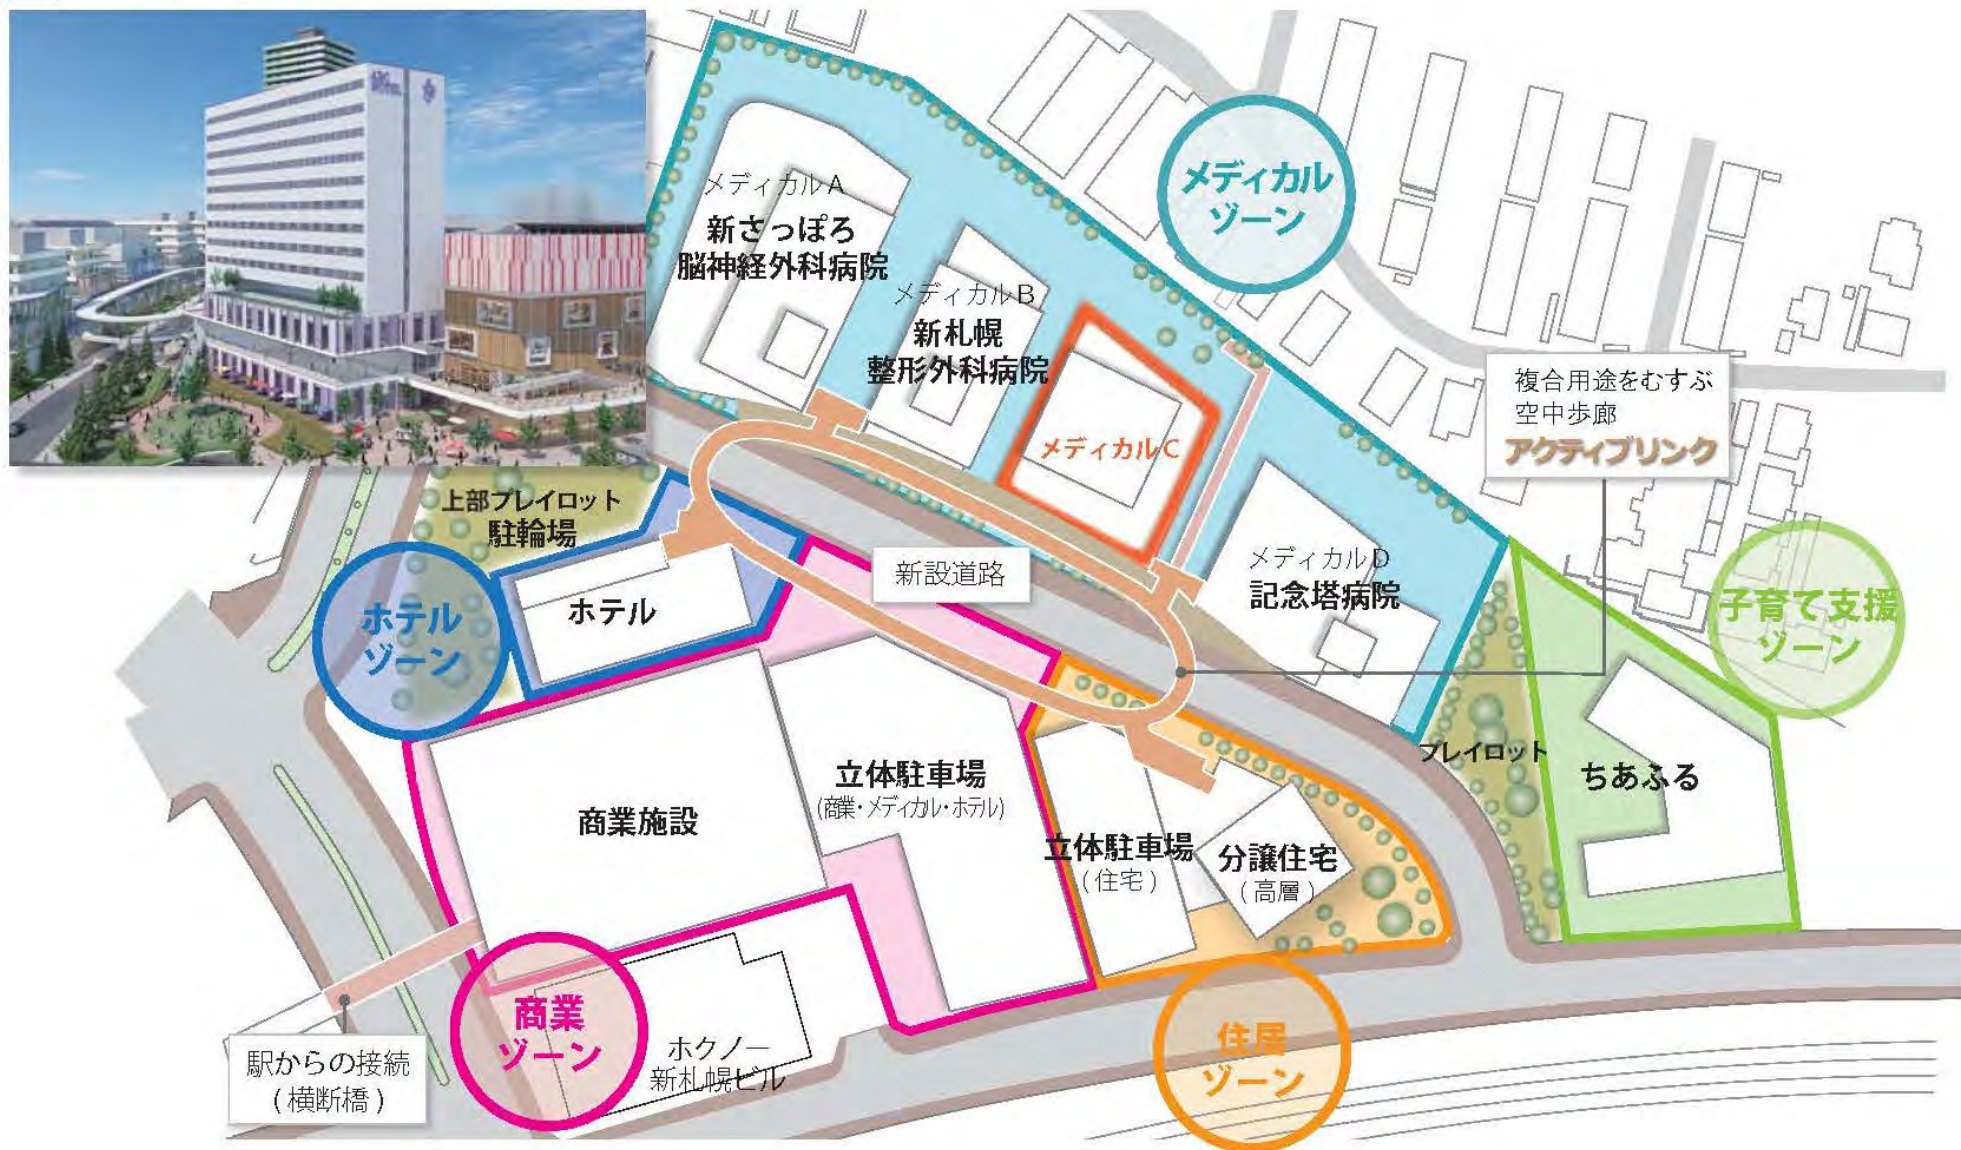 メディカル
ゾーン
メディカルA
新さっぽろ
脳神経外科病院
メディカルB
新札幌
整形外科病院
メディカルC
複合用途をむすぶ
空中歩廊
アクティブリンク
上部プレイロット
駐輪場
新設道路
メディカルD
記念塔病院
子育て支援
ゾーン
ホテル
ゾーン
ホテル
プレイロット
ちあふる
商業施設
立体駐車場
(商業・メディカル・ホテル)
立体駐車場
(住宅)
分譲住宅
(高層)
商業
ゾーン
住居
ゾーン
ホクノー
新札幌ビル
駅からの接続
(横断橋)